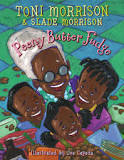 TONI MORRISON
& SLADE MORRISON
Peeny Butter Fudge
Illustrated by Joe Cepeda